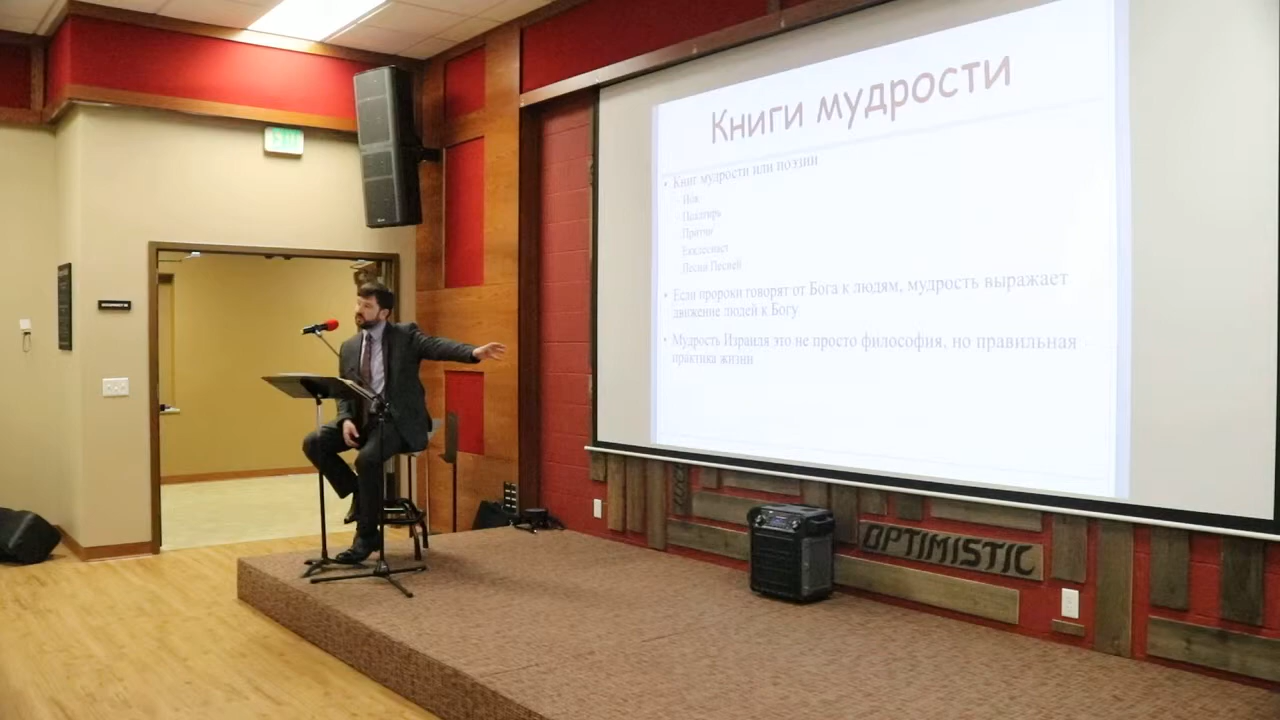 EXIT
Книги мудрости
• Книг мудрости или поэзии
– Иов
– Псалтирь
– Притчи
– Екклесиаст
– Песни Песней
• Если пророки говорят от Бога к людям, мудрость выражает
движение людей к Богу
• Мудрость Израиля это не просто философия, но правильная
практика жизни
OPTIMISTIC